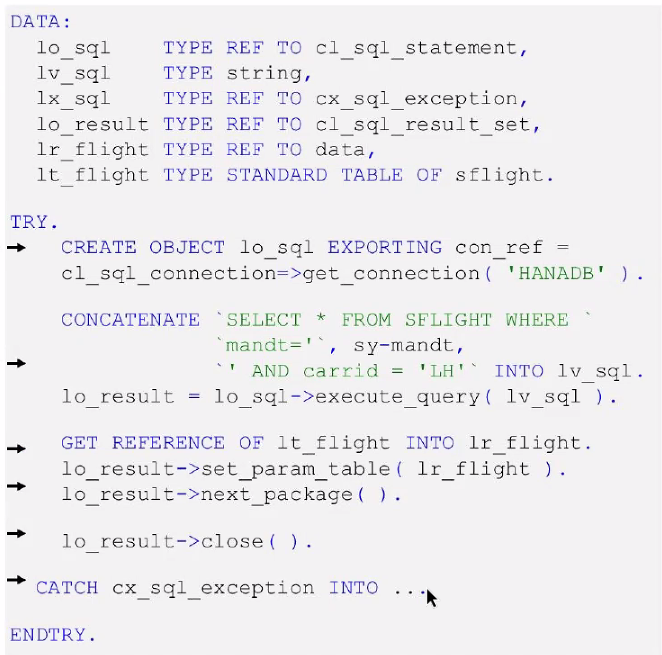 DATA:
lo_sql TYPE REF TO cl_sql_statement,
lv_sql TYPE string,
lx_sql TYPE REF TO cx_sql_exception,
lo_result TYPE REF TO cl_sql_result_set,
lr_flight TYPE REF TO data,
lt_flight TYPE STANDARD TABLE OF sflight.
TRY.
CREATE OBJECT lo_sql EXPORTING con_ref =
cl_sql_connection=>get_connection( 'HANADB' ).
CONCATENATE `SELECT * FROM SFLIGHT WHERE `
`mandt='`, sy-mandt,
`' AND carrid = 'LH'` INTO lv_sql.
lo_result = lo_sql->execute_query( lv_sql ).
GET REFERENCE OF lt_flight INTO lr_flight.
lo_result->set_param_table( lr_flight ).
lo_result->next_package( ).
lo_result->close( ).
CATCH cx_sql_exception INTO ...
ENDTRY.